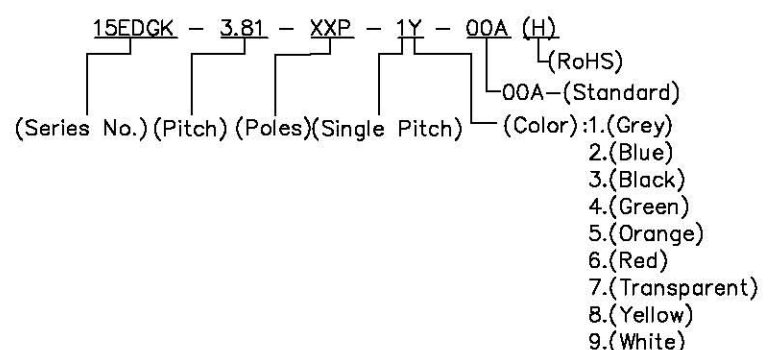 15EDGK - 3.81 - XXP - 1Y - 00A (H)
(RoHS)
00A-(Standard)
(Series No.) (Pitch) (Poles) (Single Pitch) (Color):1.(Grey)
2.(Blue)
3.(Black)
4.(Green)
5.(Orange)
6.(Red)
7.(Transparent)
8.(Yellow)
9.(White)